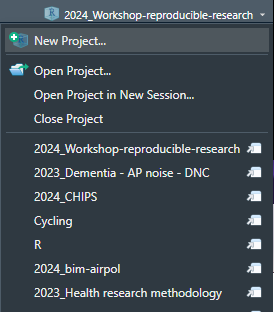 2024_Workshop-reproducible-research
New Project...
Open Project...
Open Project in New Session...
Close Project
2024_Workshop-reproducible-research
2023_Dementia - AP noise - DNC
2024_CHIPS
Cycling
R
2024_bim-airpol
2023_Health research methodology